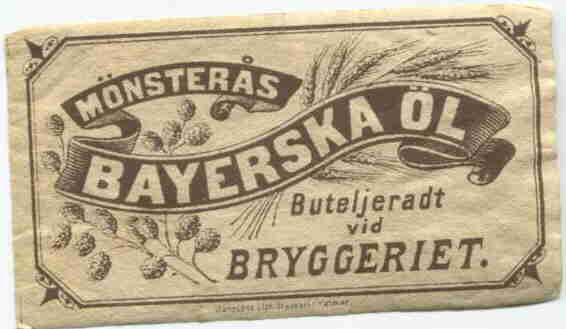 MÖNSTERÅS
BAYERSKA ÖL
Buteljeradt
vid
BRYGGERIET.